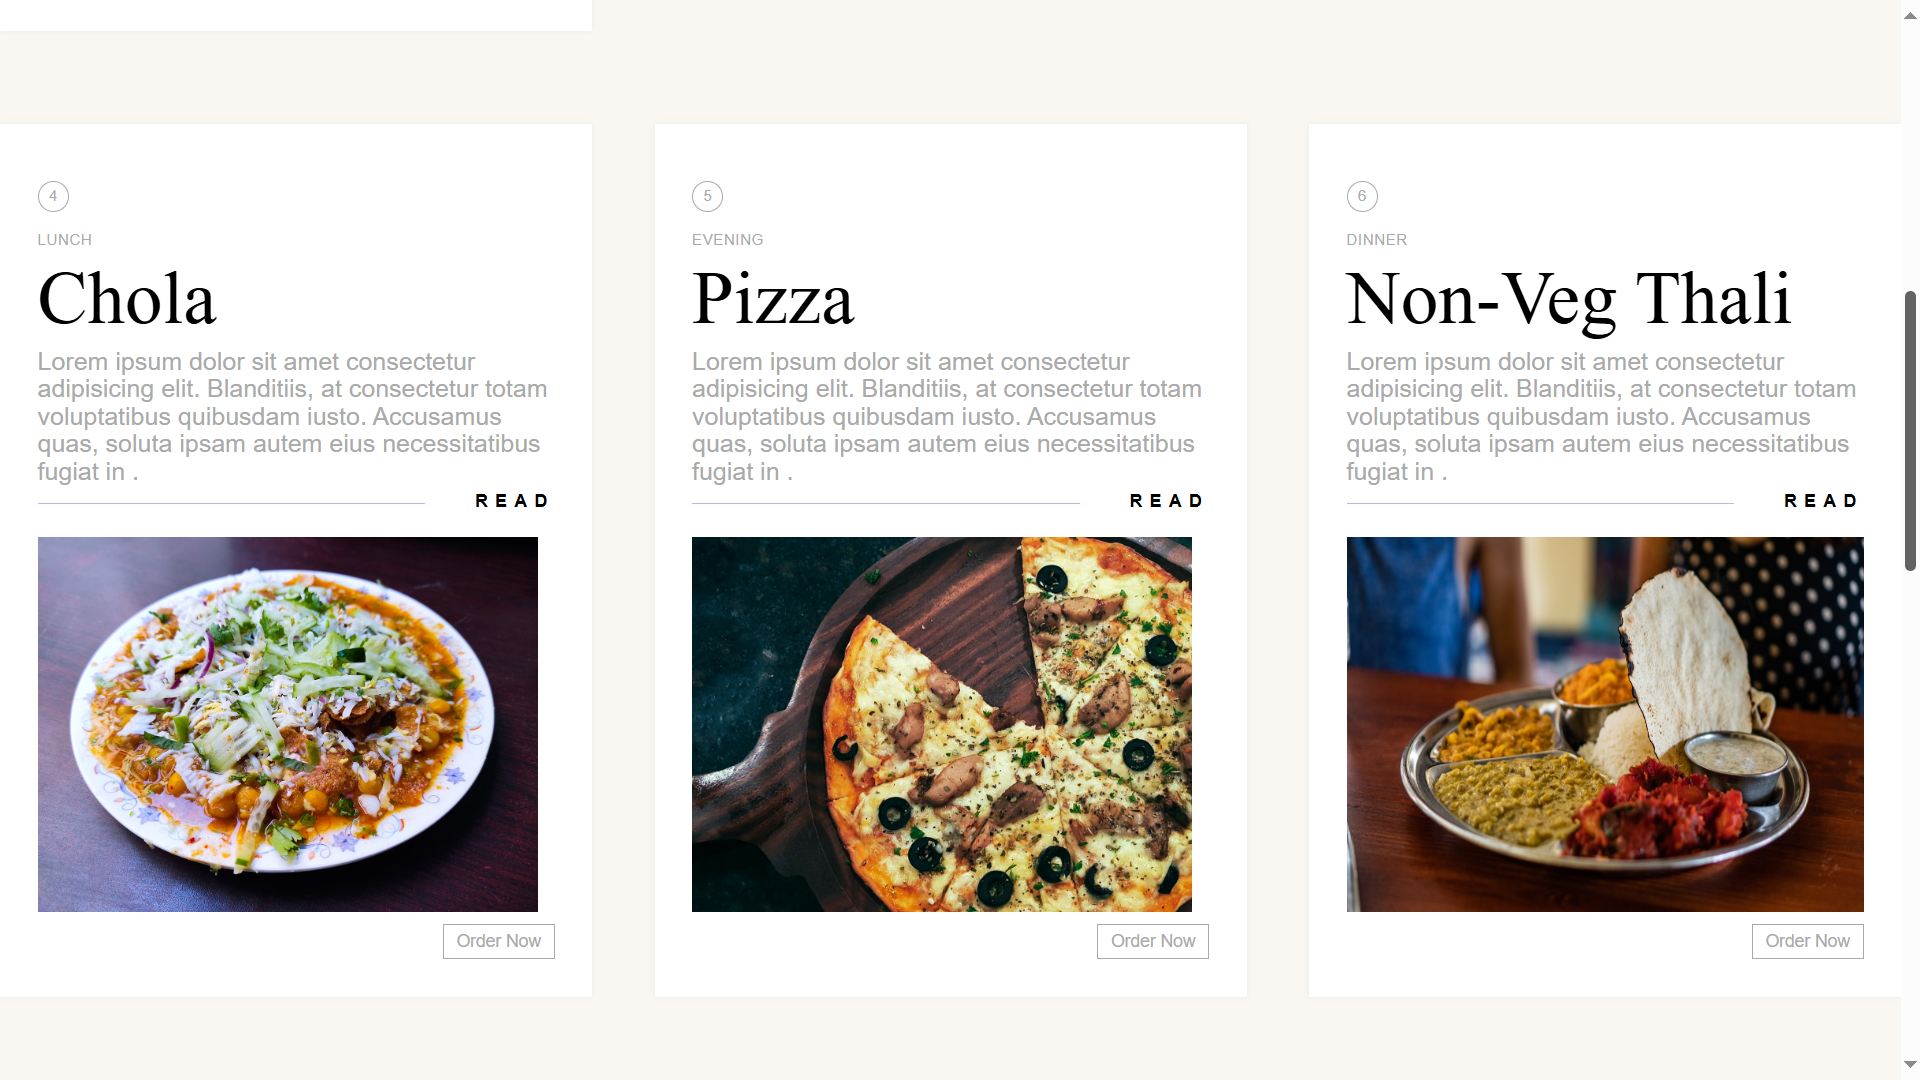 4
LUNCH
Chola
Lorem ipsum dolor sit amet consectetur
adipisicing elit. Blanditiis, at consectetur totam
voluptatibus quibusdam iusto. Accusamus
quas, soluta ipsam autem eius necessitatibus
fugiat in .
READ
Order Now
5
EVENING
Pizza
Lorem ipsum dolor sit amet consectetur
adipisicing elit. Blanditiis, at consectetur totam
voluptatibus quibusdam iusto. Accusamus
quas, soluta ipsam autem eius necessitatibus
fugiat in .
READ
Order Now
6
DINNER
Non-Veg Thali
Lorem ipsum dolor sit amet consectetur
adipisicing elit. Blanditiis, at consectetur totam
voluptatibus quibusdam iusto. Accusamus
quas, soluta ipsam autem eius necessitatibus
fugiat in .
READ
Order Now